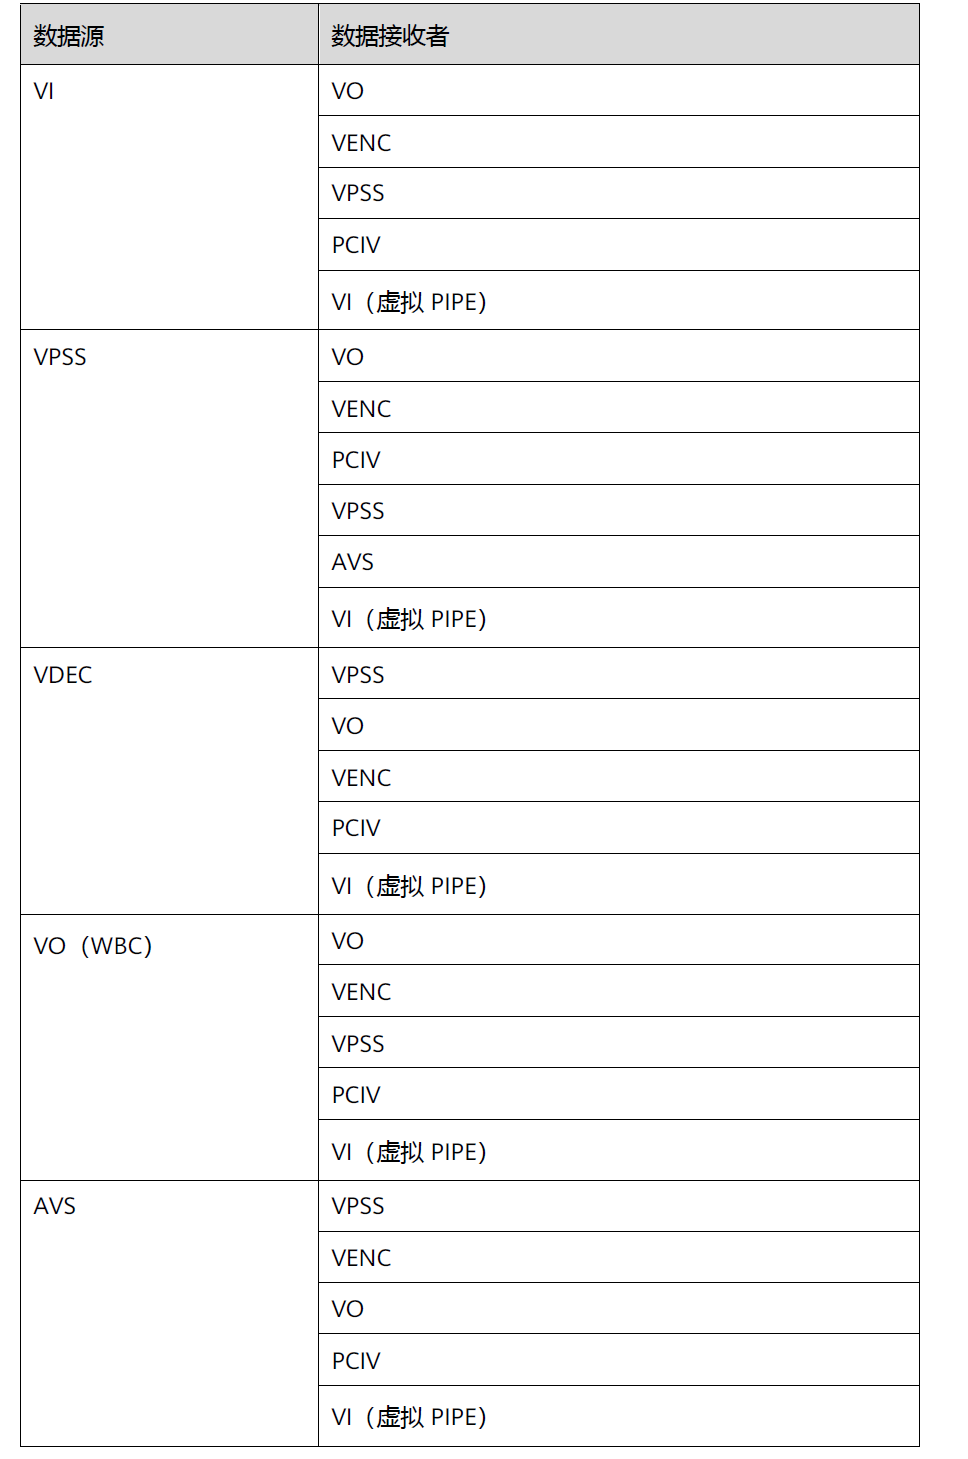 数据源 数据接收者
VI VO
VENC
VPSS
PCIV
VI（虚拟 PIPE）
VPSS VO
VENC
PCIV
VPSS
AVS
VI（虚拟 PIPE）
VDEC VPSS
VO
VENC
PCIV
VI（虚拟 PIPE）
VO（WBC） VO
VENC
VPSS
PCIV
VI（虚拟 PIPE）
AVS VPSS
VENC
VO
PCIV
VI（虚拟 PIPE）